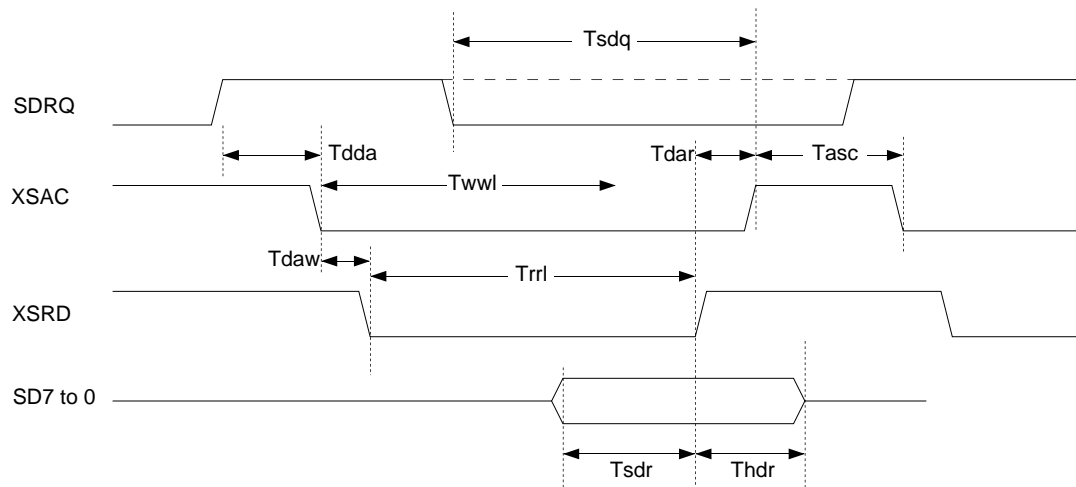 Tsdq
SDRQ
Tdda
Tdar
Tasc
XSAC
Twwl
Tdaw
Trrl
XSRD
SD7 to 0
Tsdr
Thdr